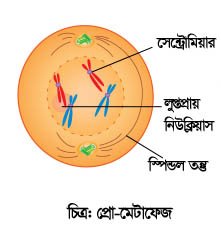 সেন্ট্রোমিয়ার
লুপ্তপ্রায়
নিউক্লিয়াস
স্পিন্ডল তন্তু
চিত্র: প্রো-মেটাফেজ